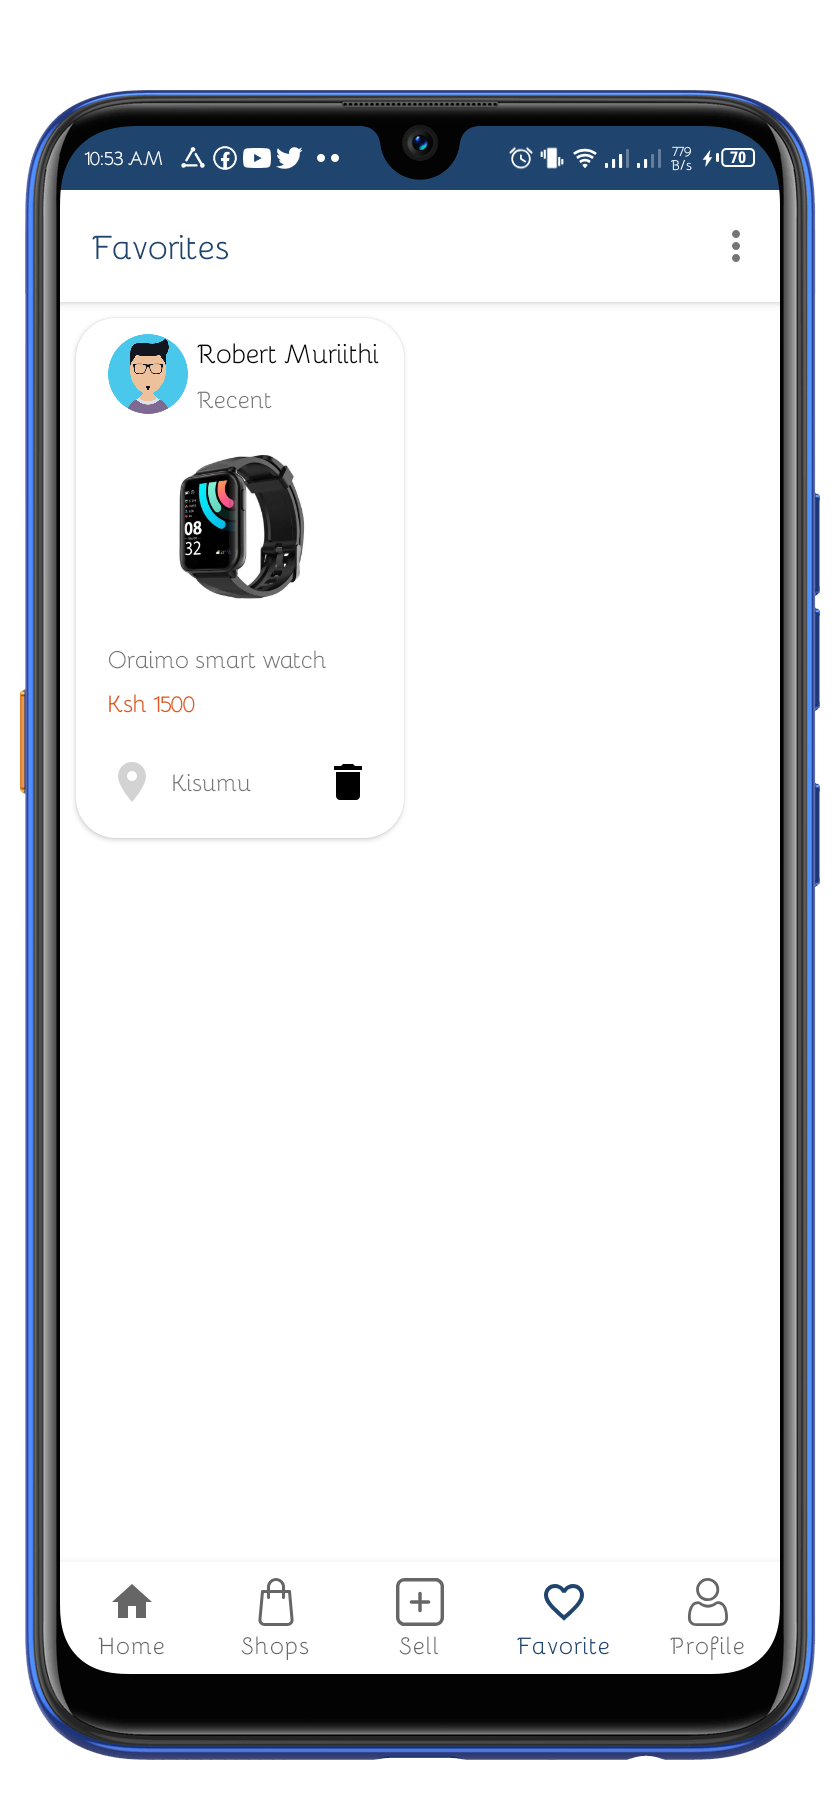 10:53 AM
779 B/s
70
Favorites
Robert Muriithi
Recent
08
32
Oraimo smart watch
Ksh 1500
Kisumu
Home
Shops
Sell
Favorite
Profile